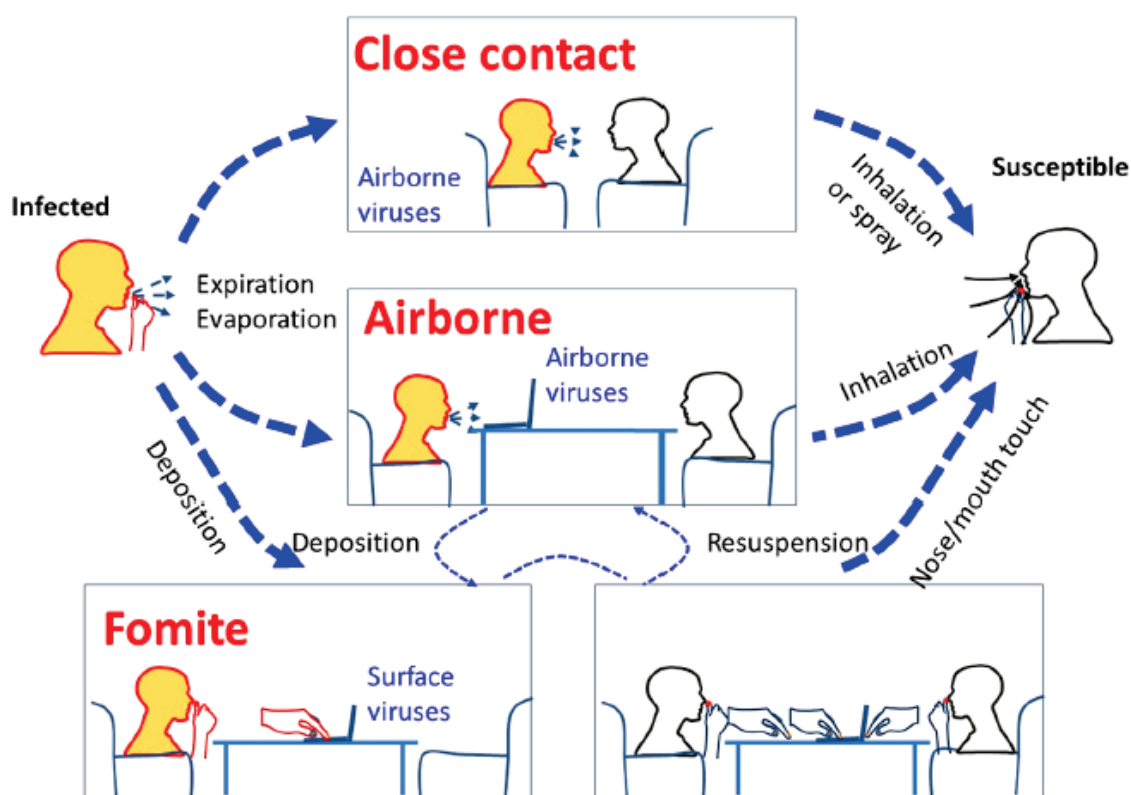 Close contact
Airborne
viruses
Infected
Susceptible
Inhalation
or spray
Expiration
Evaporation
Airborne
Airborne
viruses
Inhalation
Deposition
Deposition
Resuspension
Nose/mouth touch
Fomite
Surface
viruses